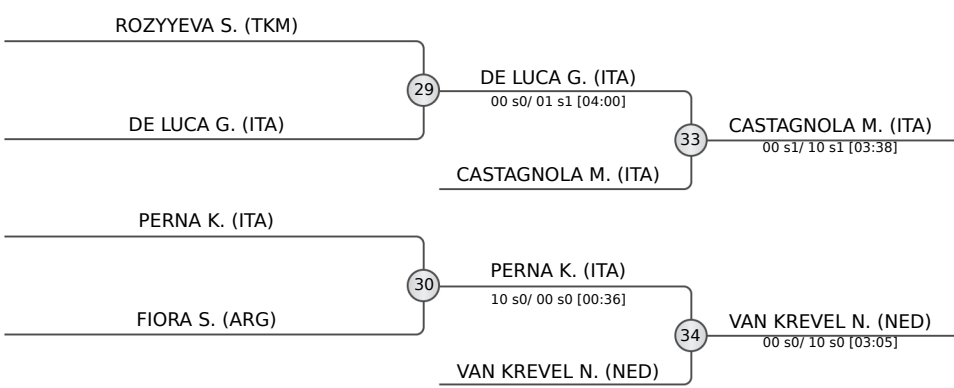 ROZYYEVA S. (TKM)
29
DE LUCA G. (ITA)
00 s0/ 01 s1 [04:00]
DE LUCA G. (ITA)
33
CASTAGNOLA M. (ITA)
00 s1/ 10 s1 [03:38]
CASTAGNOLA M. (ITA)
PERNA K. (ITA)
30
PERNA K. (ITA)
10 s0/ 00 s0 [00:36]
FIORA S. (ARG)
34
VAN KREVEL N. (NED)
00 s0/ 10 s0 [03:05]
VAN KREVEL N. (NED)